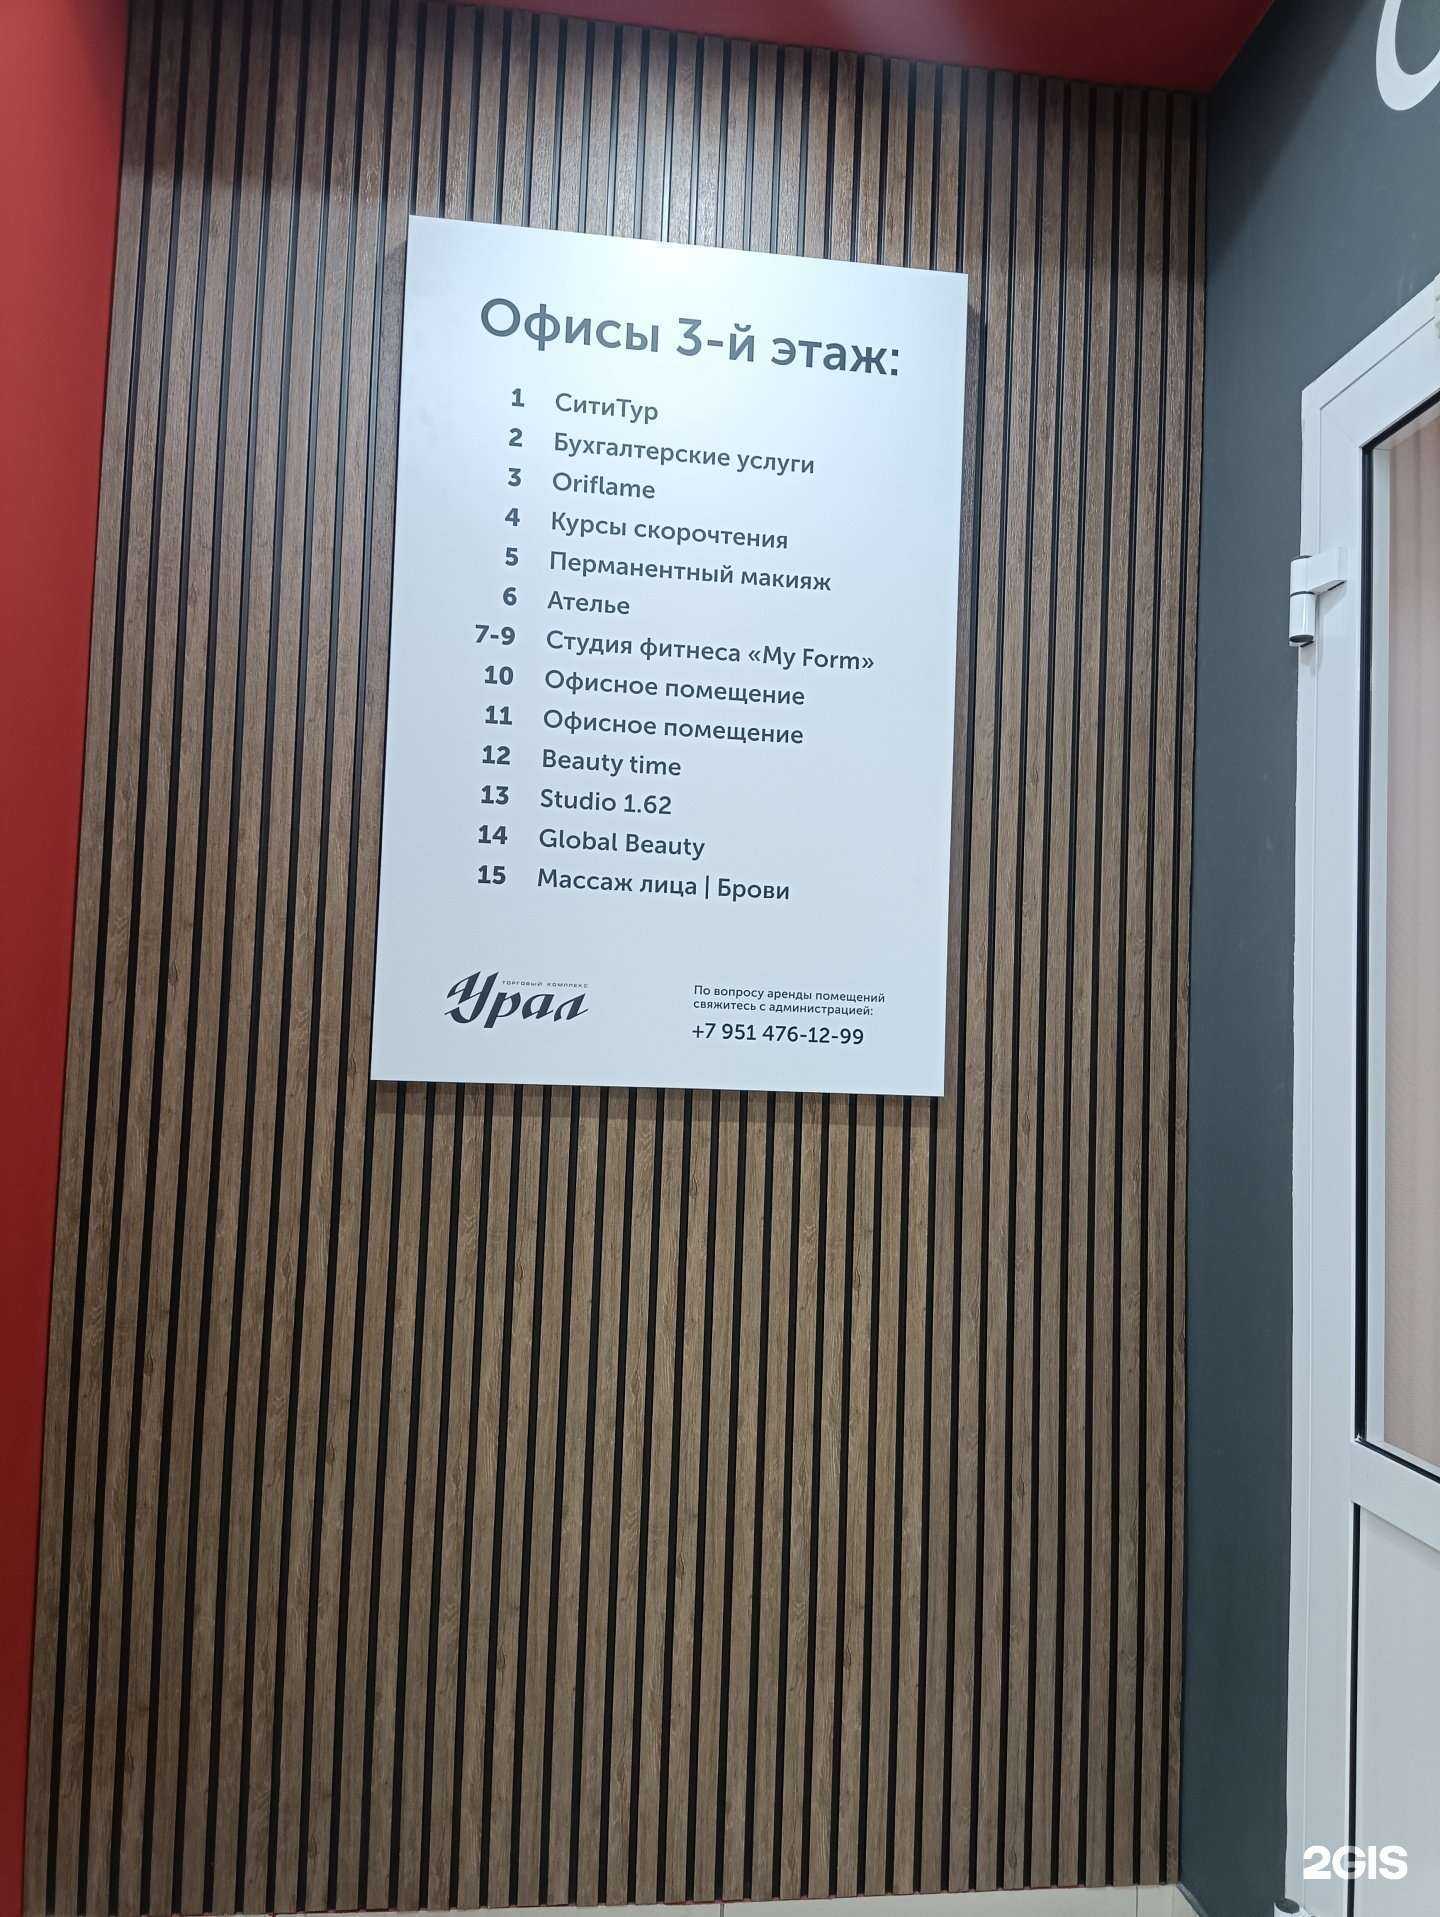 Офисы 3-й этаж:
1 СитиТур
2 Бухгалтерские услуги
3 Oriflame
4 Курсы скорочтения
5 Перманентный макияж
6 Ателье
7-9 Студия фитнеса «My Form»
10 Офисное помещение
11 Офисное помещение
12 Beauty time
13 Studio 1.62
14 Global Beauty
15 Массаж лица | Брови
ТОРГОВЫЙ КОМПЛЕКС
Урал
По вопросу аренды помещений
свяжитесь с администрацией:
+7 951 476-12-99
2GIS